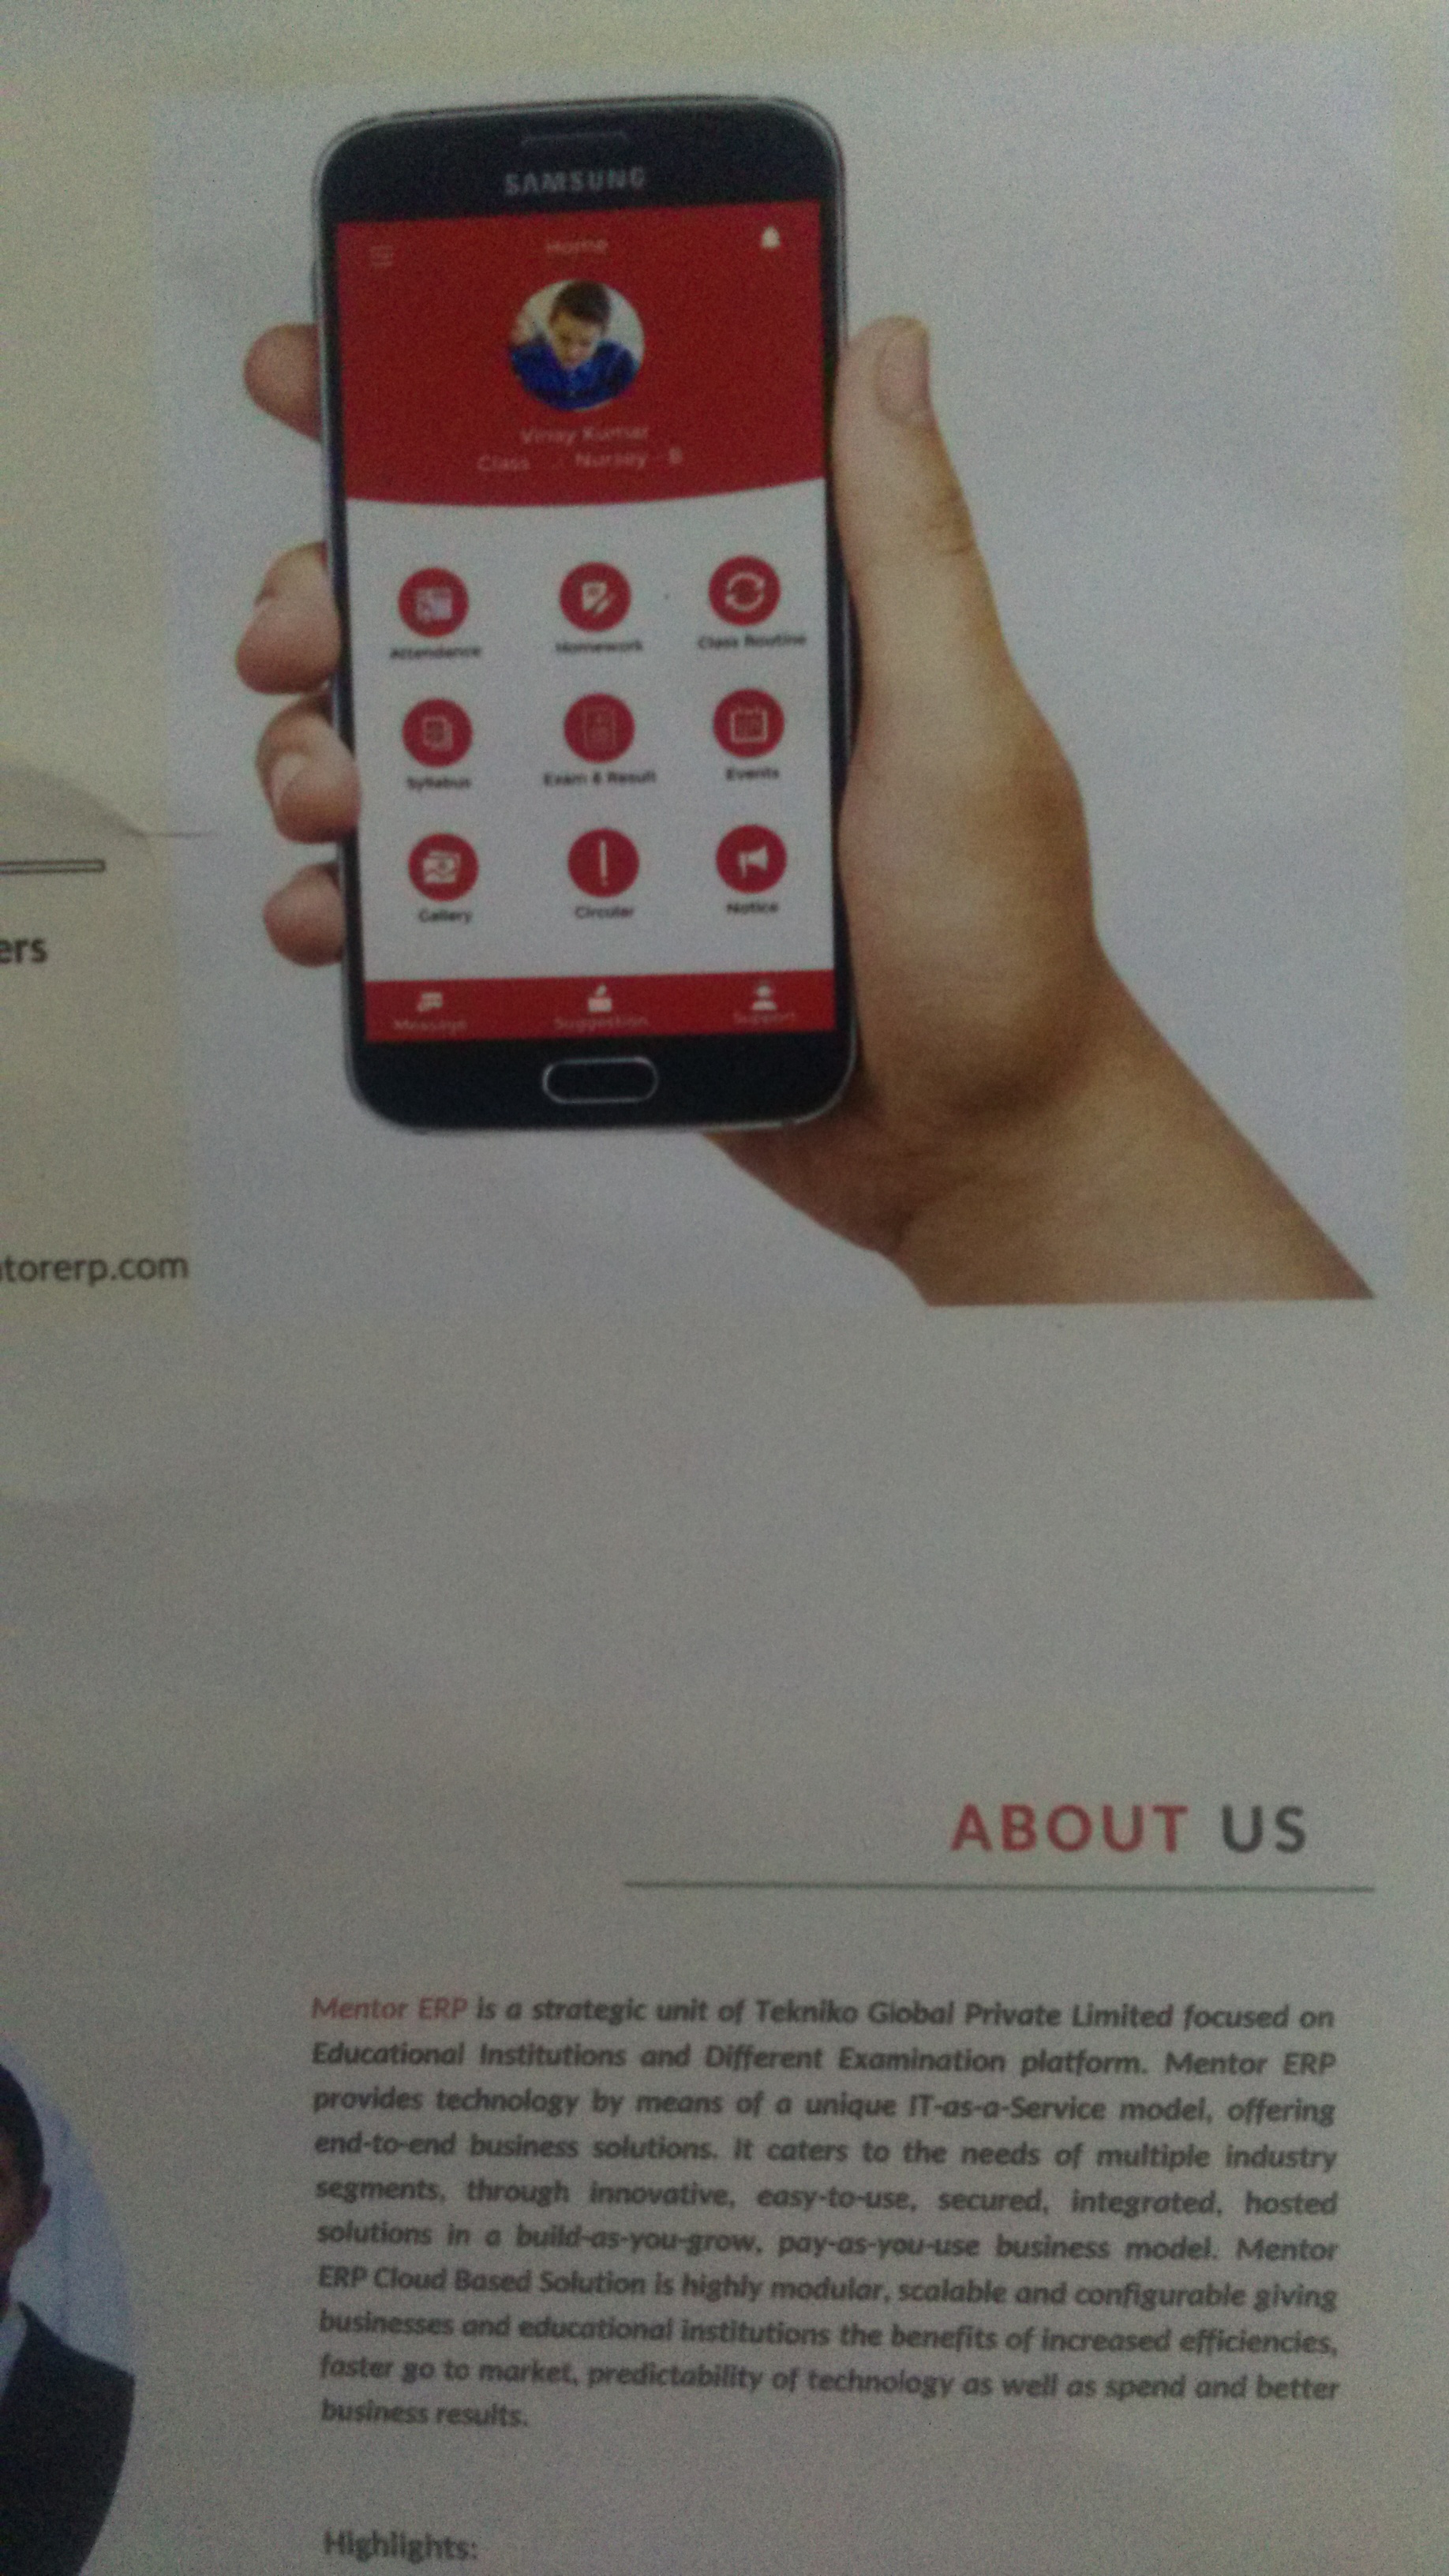 SAMSUNG
Home
Vinay Kumar
Class : Nursey - B
Attendance
Homework
Class Routine
Syllabus
Exam & Result
Events
Gallery
Circular
Notice
Message
Suggestion
Support
ers
ntorerp.com
ABOUT US
Mentor ERP is a strategic unit of Tekniko Global Private Limited focused on
Educational Institutions and Different Examination platform. Mentor ERP
provides technology by means of a unique IT-as-a-Service model, offering
end-to-end business solutions. It caters to the needs of multiple industry
segments, through innovative, easy-to-use, secured, integrated, hosted
solutions in a build-as-you-grow, pay-as-you-use business model. Mentor
ERP Cloud Based Solution is highly modular, scalable and configurable giving
businesses and educational institutions the benefits of increased efficiencies,
faster go to market, predictability of technology as well as spend and better
business results.
Highlights: